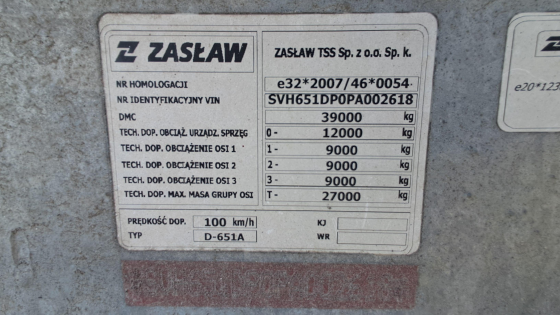 ZASŁAW
ZASŁAW TSS Sp. z o.o. Sp. k.
NR HOMOLOGACJI e32*2007/46*0054
NR IDENTYFIKACYJNY VIN SVH651DP0PA002618
DMC 39000 kg
TECH. DOP. OBCIĄŻ. URZĄDZ. SPRZĘG 0- 12000 kg
TECH. DOP. OBCIĄŻENIE OSI 1 1- 9000 kg
TECH. DOP. OBCIĄŻENIE OSI 2 2- 9000 kg
TECH. DOP. OBCIĄŻENIE OSI 3 3- 9000 kg
TECH. DOP. MAX. MASA GRUPY OSI T- 27000 kg
PRĘDKOŚĆ DOP. 100 km/h KJ
TYP D-651A WR
e20*123